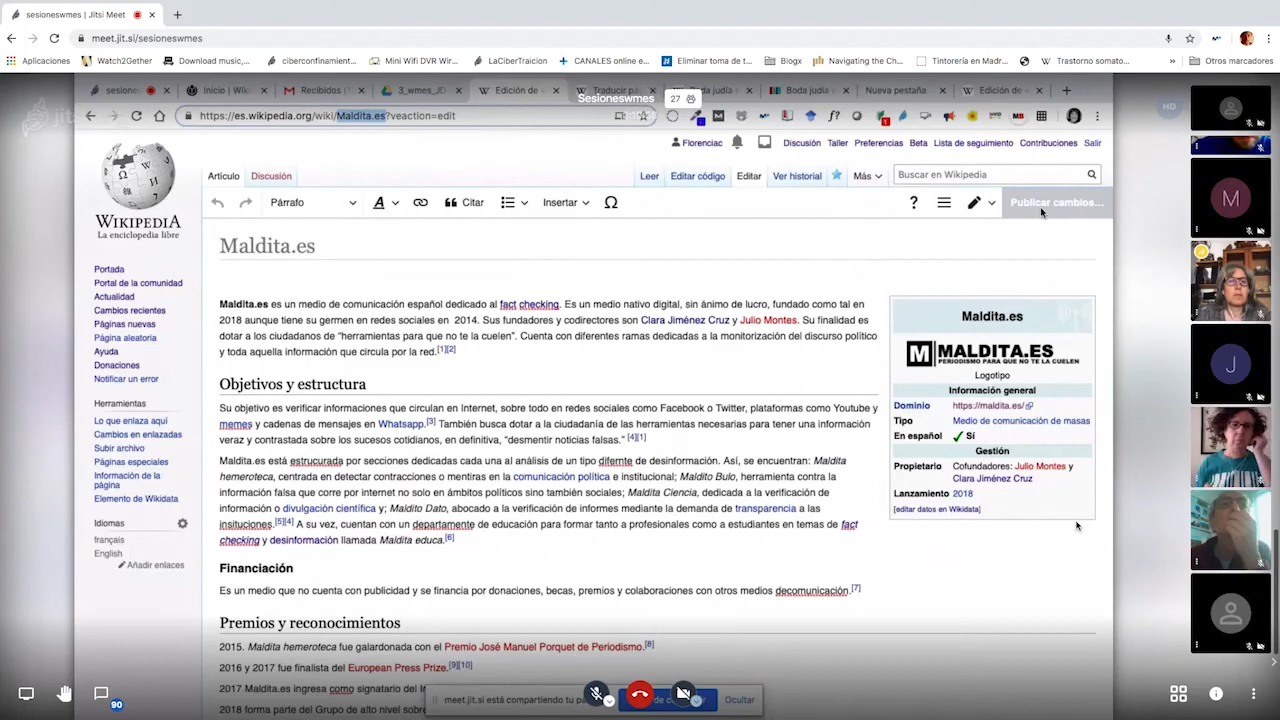 sesioneswmes | Jitsi Meet
meet.jit.si/sesioneswmes
Aplicaciones Watch2Gether Download music,... ciberconfinamient... Mini Wifi DVR Wir... LaCiberTraicion CANALES online e... Eliminar toma de t... Blogx Navigating the Ch... Tintorería en Madr... Trastorno somato... » Otros marcadores
sesione Inicio | Wiki Recibidos ( 3_wmes_JD Edición de Traducir pá Boda judía Boda judía e Nueva pestaña Edición de
Sesioneswmes 27
https://es.wikipedia.org/wiki/Maldita.es?veaction=edit
HD
Florenciac Discusión Taller Preferencias Beta Lista de seguimiento Contribuciones Salir
Artículo Discusión Leer Editar código Editar Ver historial Más Buscar en Wikipedia
Párrafo A Citar Insertar Ω ? Publicar cambios...
WIKIPEDIA
La enciclopedia libre
Portada
Portal de la comunidad
Actualidad
Cambios recientes
Páginas nuevas
Página aleatoria
Ayuda
Donaciones
Notificar un error
Herramientas
Lo que enlaza aquí
Cambios en enlazadas
Subir archivo
Páginas especiales
Información de la
página
Elemento de Wikidata
Idiomas
français
English
Añadir enlaces
Maldita.es
Maldita.es es un medio de comunicación español dedicado al fact checking. Es un medio nativo digital, sin ánimo de lucro, fundado como tal en
2018 aunque tiene su germen en redes sociales en 2014. Sus fundadores y codirectores son Clara Jiménez Cruz y Julio Montes. Su finalidad es
dotar a los ciudadanos de "herramientas para que no te la cuelen". Cuenta con diferentes ramas dedicadas a la monitorización del discurso político
y toda aquella información que circula por la red.[1][2]
Objetivos y estructura
Su objetivo es verificar informaciones que circulan en Internet, sobre todo en redes sociales como Facebook o Twitter, plataformas como Youtube y
memes y cadenas de mensajes en Whatsapp.[3] También busca dotar a la ciudadanía de las herramientas necesarias para tener una información
veraz y contrastada sobre los sucesos cotidianos, en definitiva, "desmentir noticias falsas." [4][1]
Maldita.es está estrucurada por secciones dedicadas cada una al análisis de un tipo difernte de desinformación. Así, se encuentran: Maldita
hemeroteca, centrada en detectar contracciones o mentiras en la comunicación política e institucional; Maldito Bulo, herramienta contra la
información falsa que corre por internet no solo en ámbitos políticos sino también sociales; Maldita Ciencia, dedicada a la verificación de
información o divulgación científica y; Maldito Dato, abocado a la verificación de informes mediante la demanda de transparencia a las
insituciones.[5][4] A su vez, cuentan con un departamente de educación para formar tanto a profesionales como a estudiantes en temas de fact
checking y desinformación llamada Maldita educa.[6]
Financiación
Es un medio que no cuenta con publicidad y se financia por donaciones, becas, premios y colaboraciones con otros medios decomunicación.[7]
Premios y reconocimientos
2015. Maldita hemeroteca fue galardonada con el Premio José Manuel Porquet de Periodismo.[8]
2016 y 2017 fue finalista del European Press Prize.[9][10]
2017 Maldita.es ingresa como signatario del
2018 forma parte del Grupo de alto nivel sobre
Maldita.es
M MALDITA.ES
PERIODISMO PARA QUE NO TE LA CUELEN
Logotipo
Información general
Dominio https://maldita.es/
Tipo Medio de comunicación de masas
En español Sí
Gestión
Propietario Cofundadores: Julio Montes y
Clara Jiménez Cruz
Lanzamiento 2018
[editar datos en Wikidata]
M
J
meet.jit.si está compartiendo tu Ocultar
90